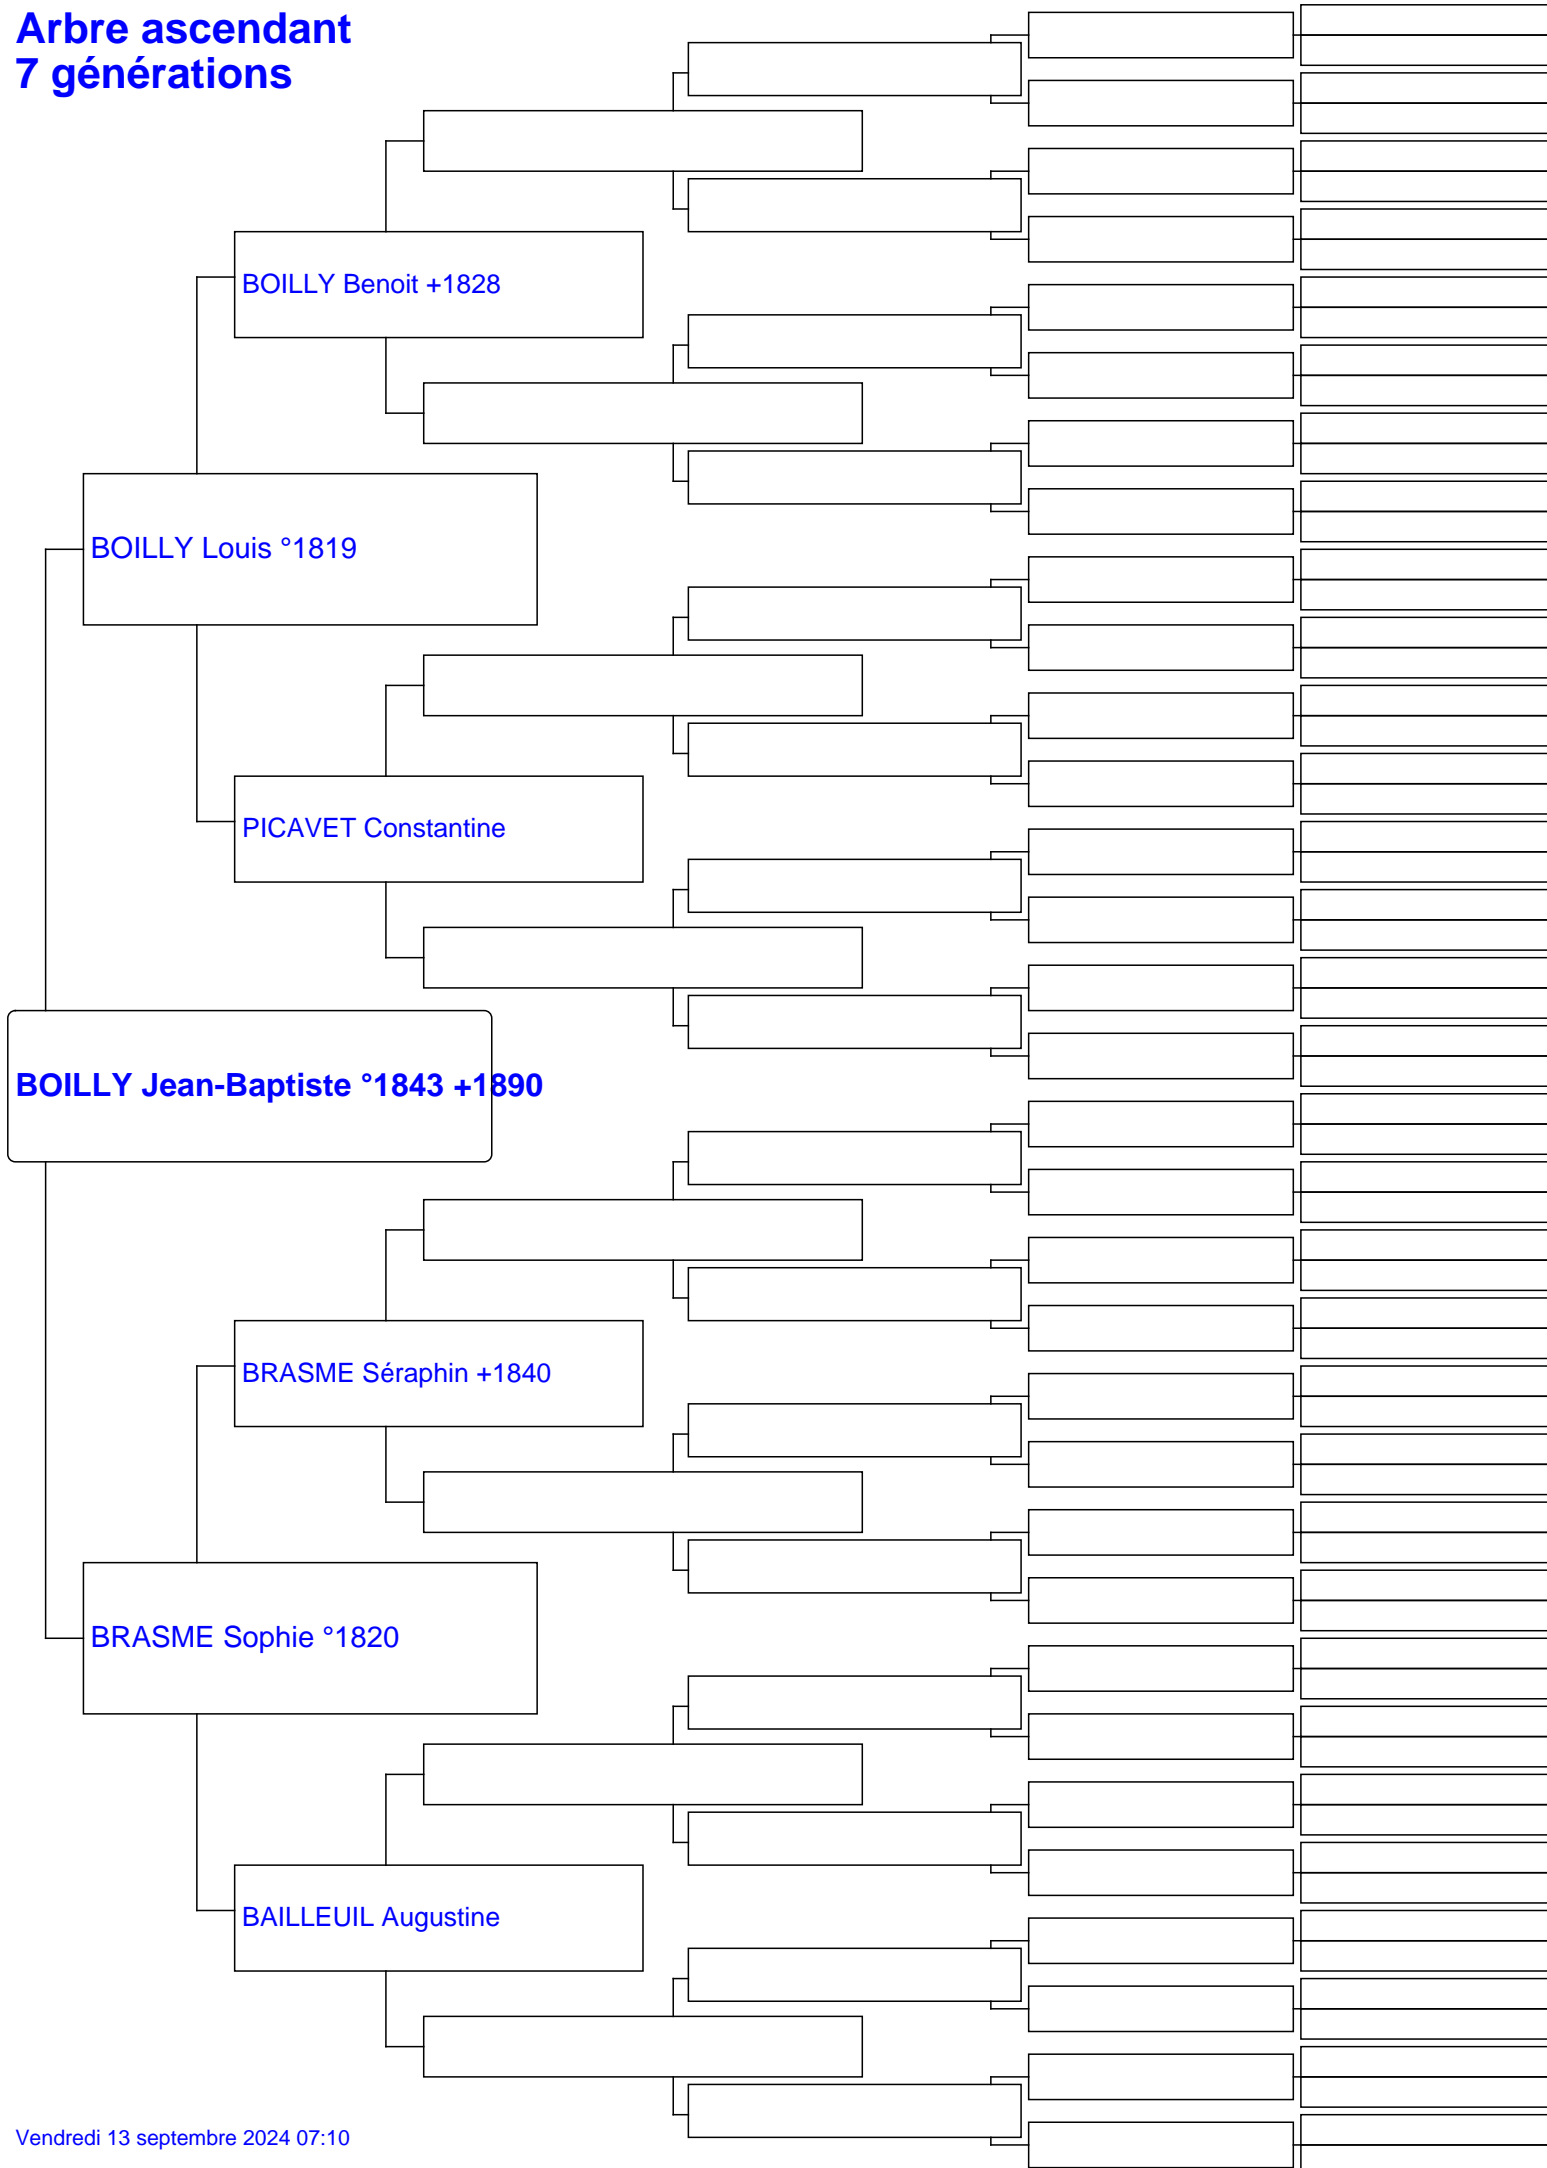 Arbre ascendant
7 générations
BOILLY Benoit +1828
BOILLY Louis °1819
PICAVET Constantine
BOILLY Jean-Baptiste °1843 +1890
BRASME Séraphin +1840
BRASME Sophie °1820
BAILLEUIL Augustine
Vendredi 13 septembre 2024 07:10